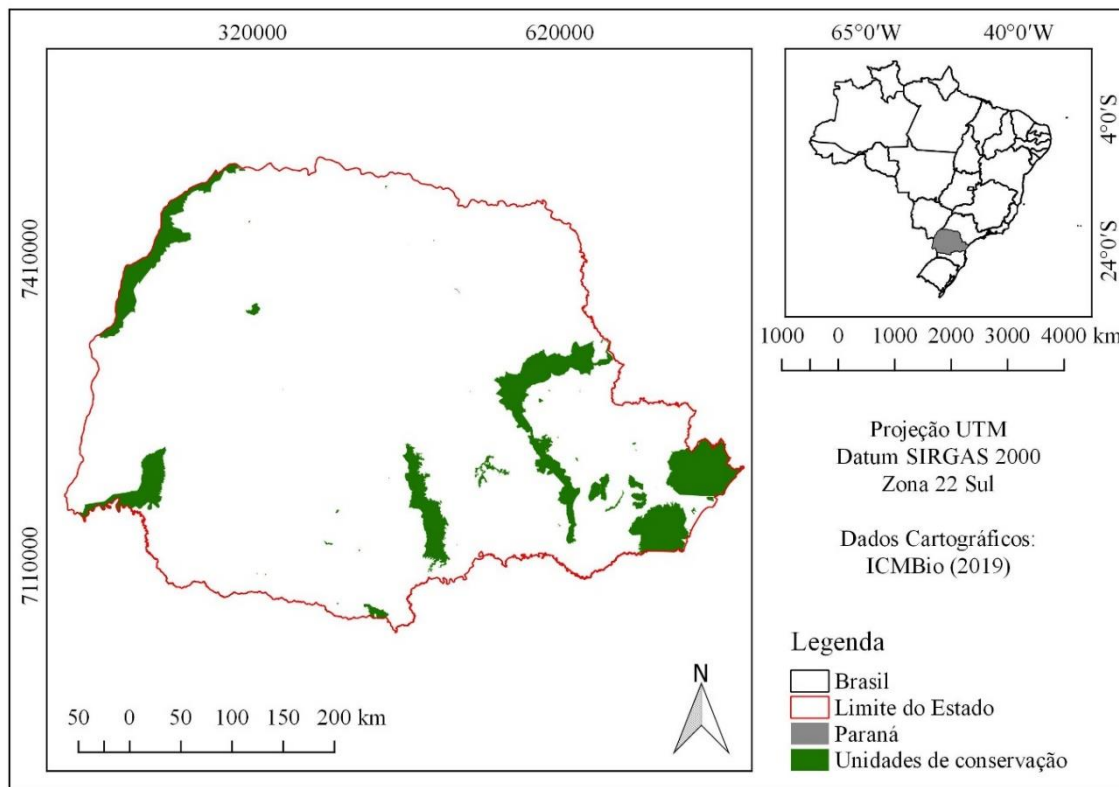 320000 620000
65°0'W 40°0'W
7410000
7110000
4°0'S
24°0'S
1000 0 1000 2000 3000 4000 km
Projeção UTM
Datum SIRGAS 2000
Zona 22 Sul
Dados Cartográficos:
ICMBio (2019)
N
50 0 50 100 150 200 km
Legenda
Brasil
Limite do Estado
Paraná
Unidades de conservação